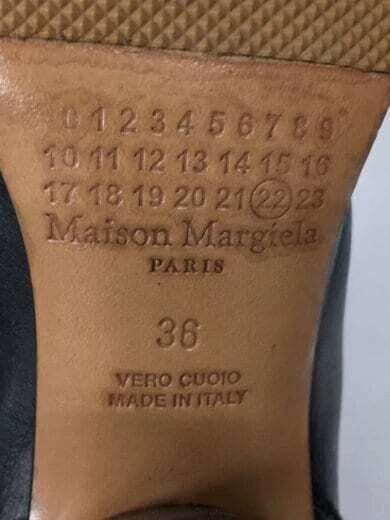 0 1 2 3 4 5 6 7 8 9
10 11 12 13 14 15 16
17 18 19 20 21 22 23
Maison Margiela
PARIS
36
VERO CUOIO
MADE IN ITALY